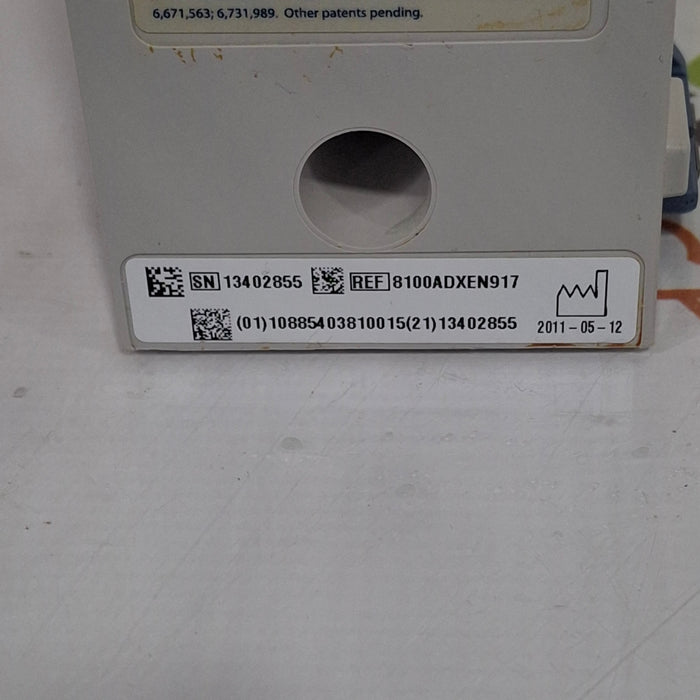 6,671,563; 6,731,989. Other patents pending.
SN 13402855 REF 8100ADXEN917
(01)10885403810015(21)13402855 2011-05-12